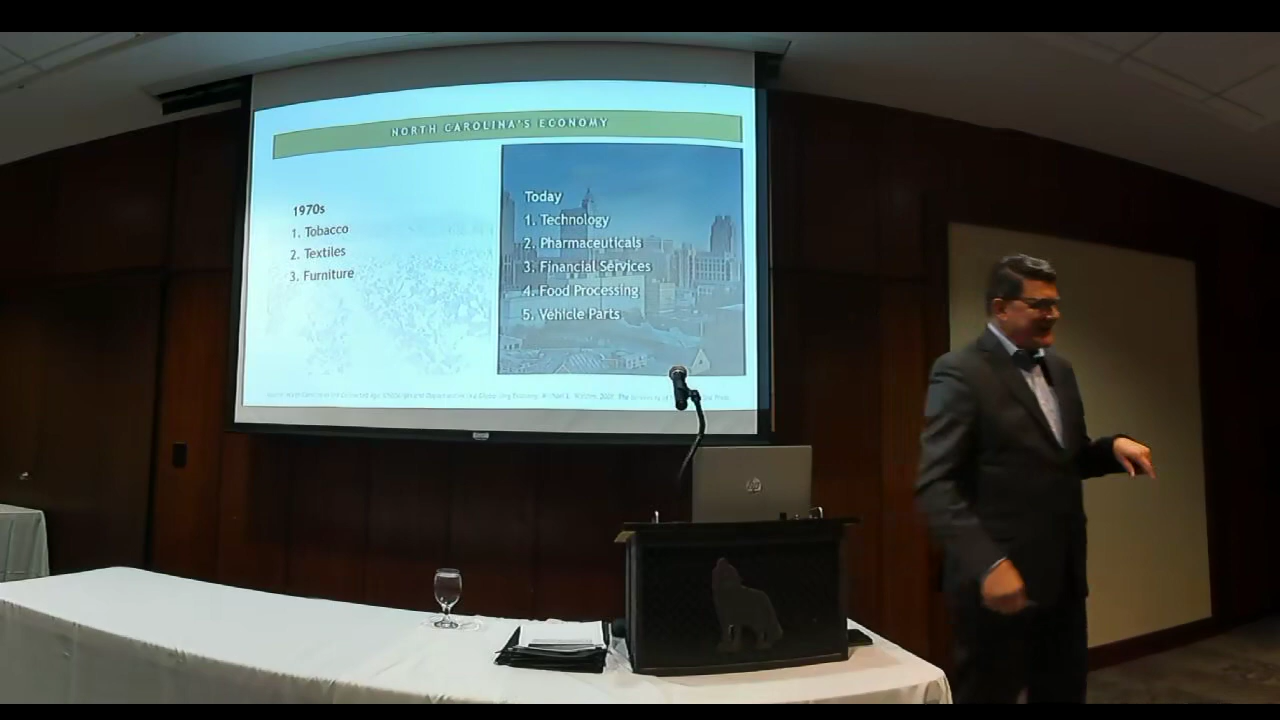 NORTH CAROLINA'S ECONOMY
1970s
1. Tobacco
2. Textiles
3. Furniture
Today
1. Technology
2. Pharmaceuticals
3. Financial Services
4. Food Processing
5. Vehicle Parts
hp